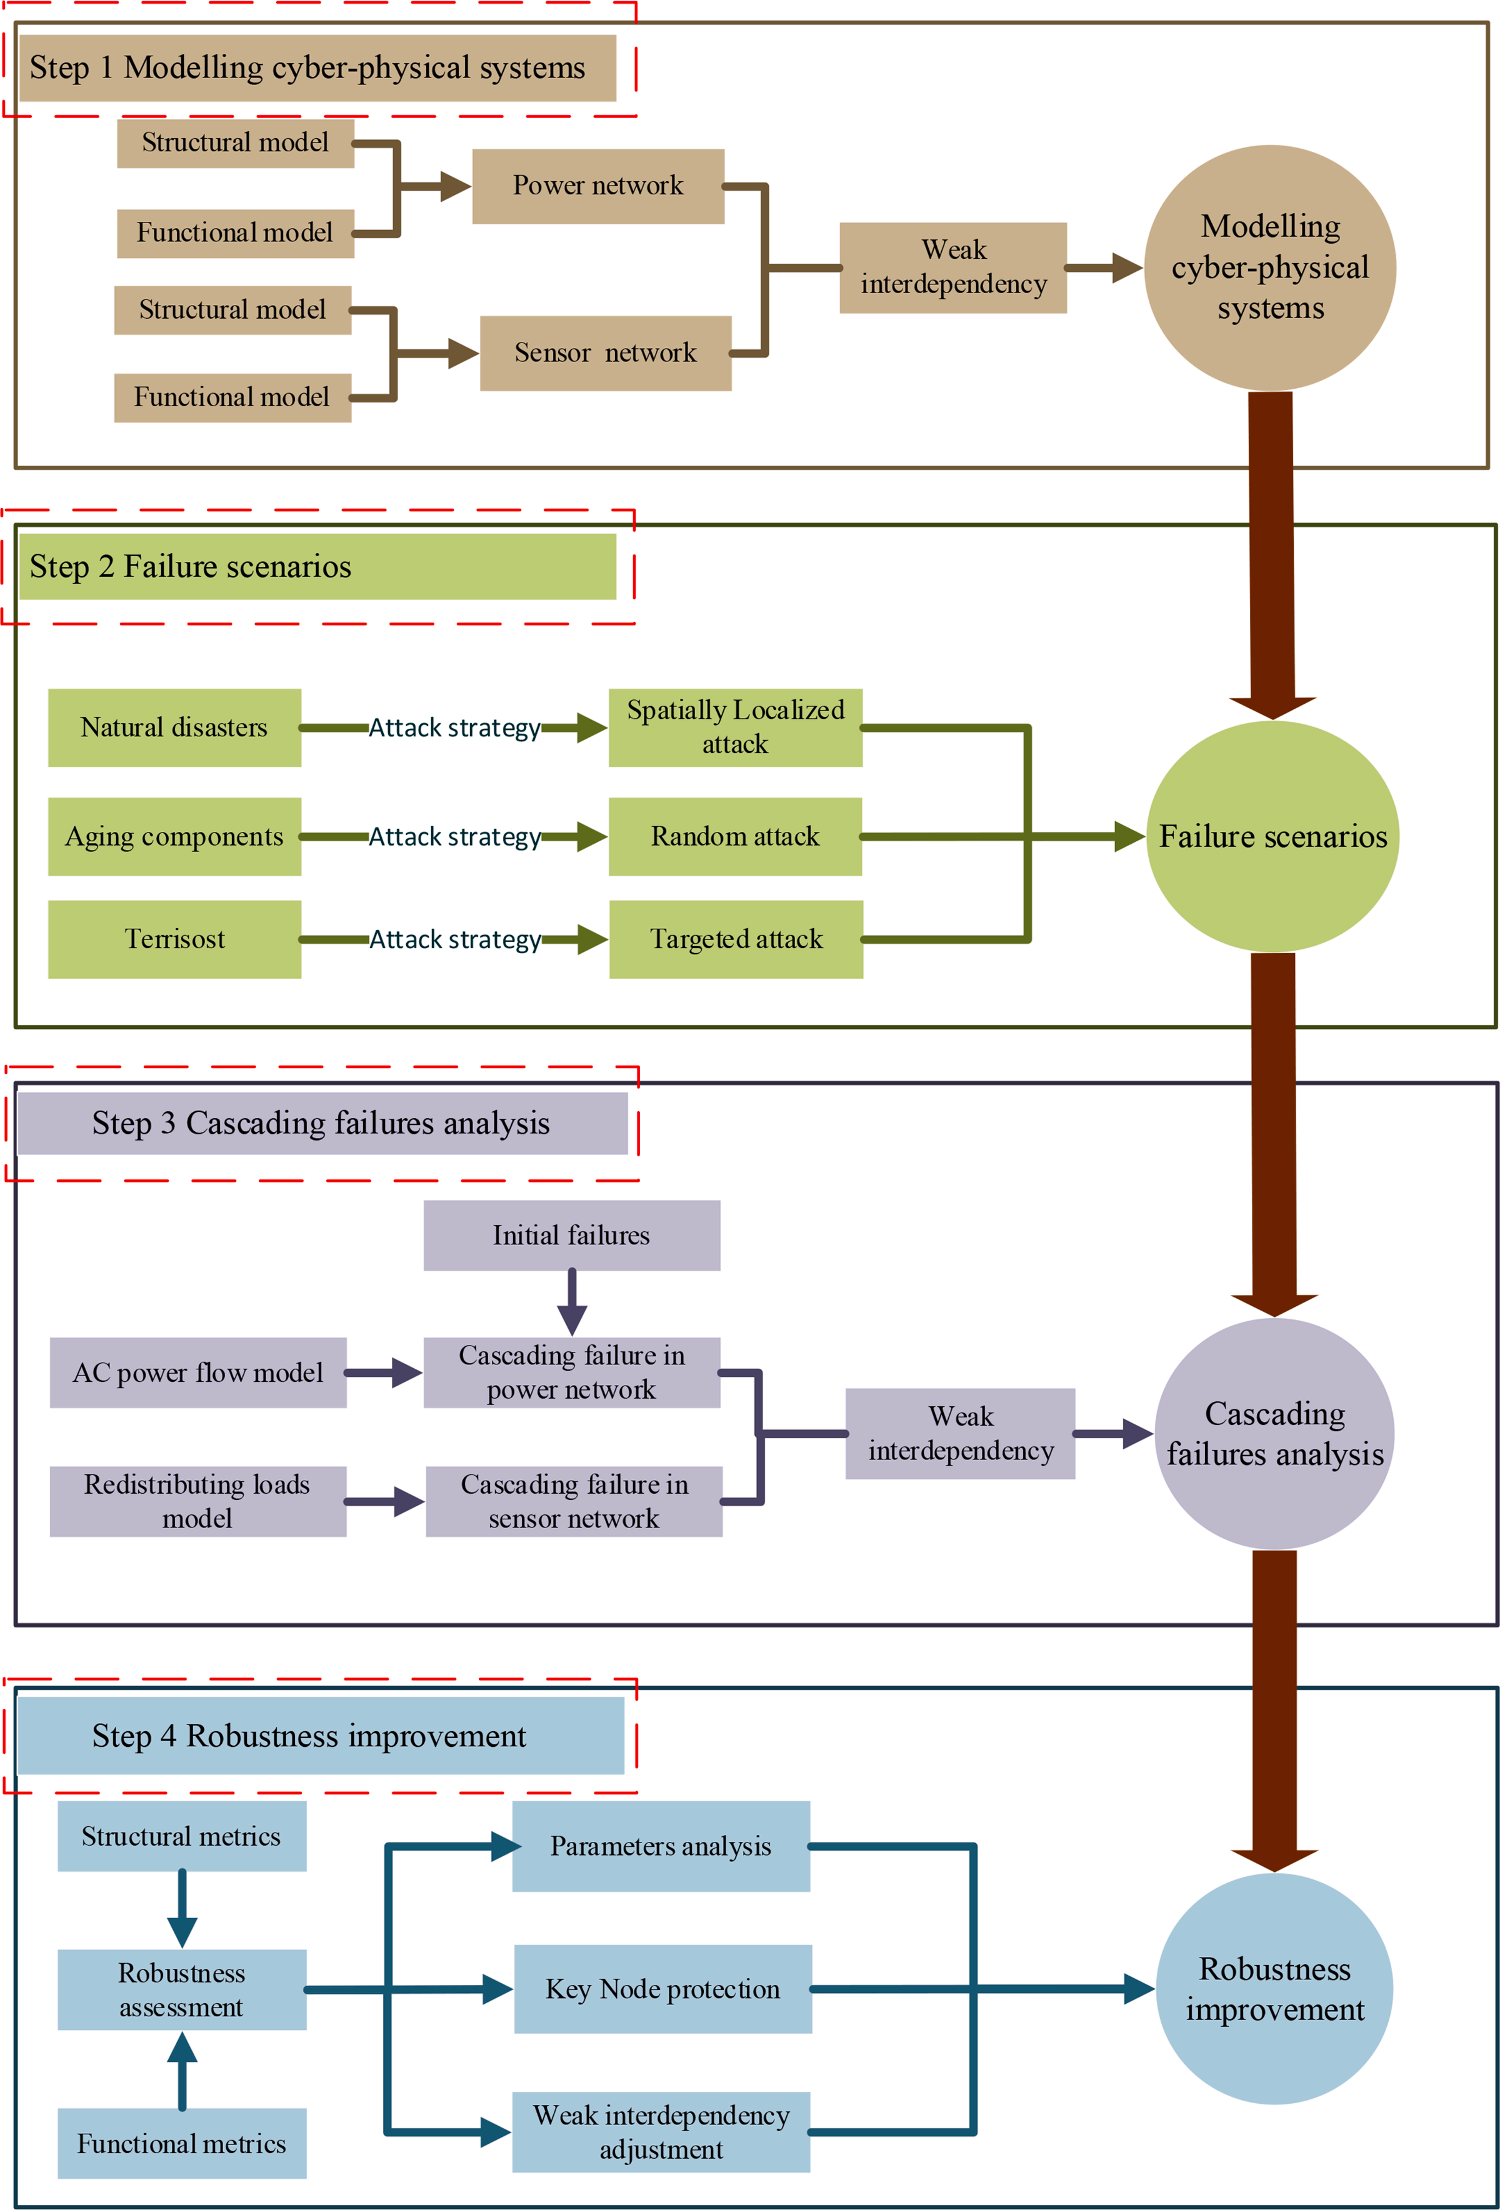 Step 1 Modelling cyber-physical systems
Structural model
Functional model
Power network
Structural model
Functional model
Sensor network
Weak
interdependency
Modelling
cyber-physical
systems
Step 2 Failure scenarios
Natural disasters
Attack strategy
Spatially Localized
attack
Aging components
Attack strategy
Random attack
Terrisost
Attack strategy
Targeted attack
Failure scenarios
Step 3 Cascading failures analysis
Initial failures
AC power flow model
Cascading failure in
power network
Redistributing loads
model
Cascading failure in
sensor network
Weak
interdependency
Cascading
failures analysis
Step 4 Robustness improvement
Structural metrics
Robustness
assessment
Functional metrics
Parameters analysis
Key Node protection
Weak interdependency
adjustment
Robustness
improvement